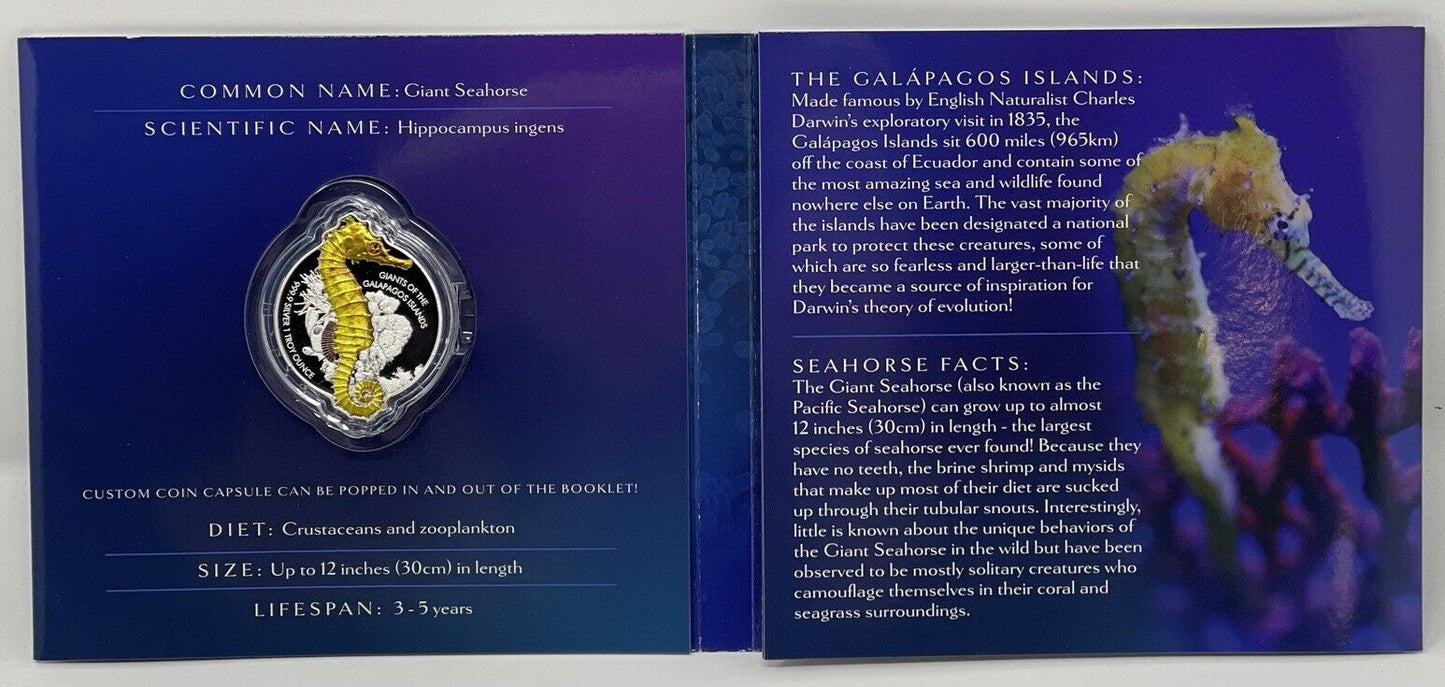 COMMON NAME: Giant Seahorse
SCIENTIFIC NAME: Hippocampus ingens
GIANTS OF THE
GALAPAGOS ISLANDS
SILVER 1 TROY OUNCE
CUSTOM COIN CAPSULE CAN BE POPPED IN AND OUT OF THE BOOKLET!
DIET: Crustaceans and zooplankton
SIZE: Up to 12 inches (30cm) in length
LIFESPAN: 3-5 years
THE GALÁPAGOS ISLANDS:
Made famous by English Naturalist Charles
Darwin's exploratory visit in 1835, the
Galápagos Islands sit 600 miles (965km)
off the coast of Ecuador and contain some of
the most amazing sea and wildlife found
nowhere else on Earth. The vast majority of
the islands have been designated a national
park to protect these creatures, some of
which are so fearless and larger-than-life that
they became a source of inspiration for
Darwin's theory of evolution!
SEAHORSE FACTS:
The Giant Seahorse (also known as the
Pacific Seahorse) can grow up to almost
12 inches (30cm) in length - the largest
species of seahorse ever found! Because they
have no teeth, the brine shrimp and mysids
that make up most of their diet are sucked
up through their tubular snouts. Interestingly,
little is known about the unique behaviors of
the Giant Seahorse in the wild but have been
observed to be mostly solitary creatures who
camouflage themselves in their coral and
seagrass surroundings.